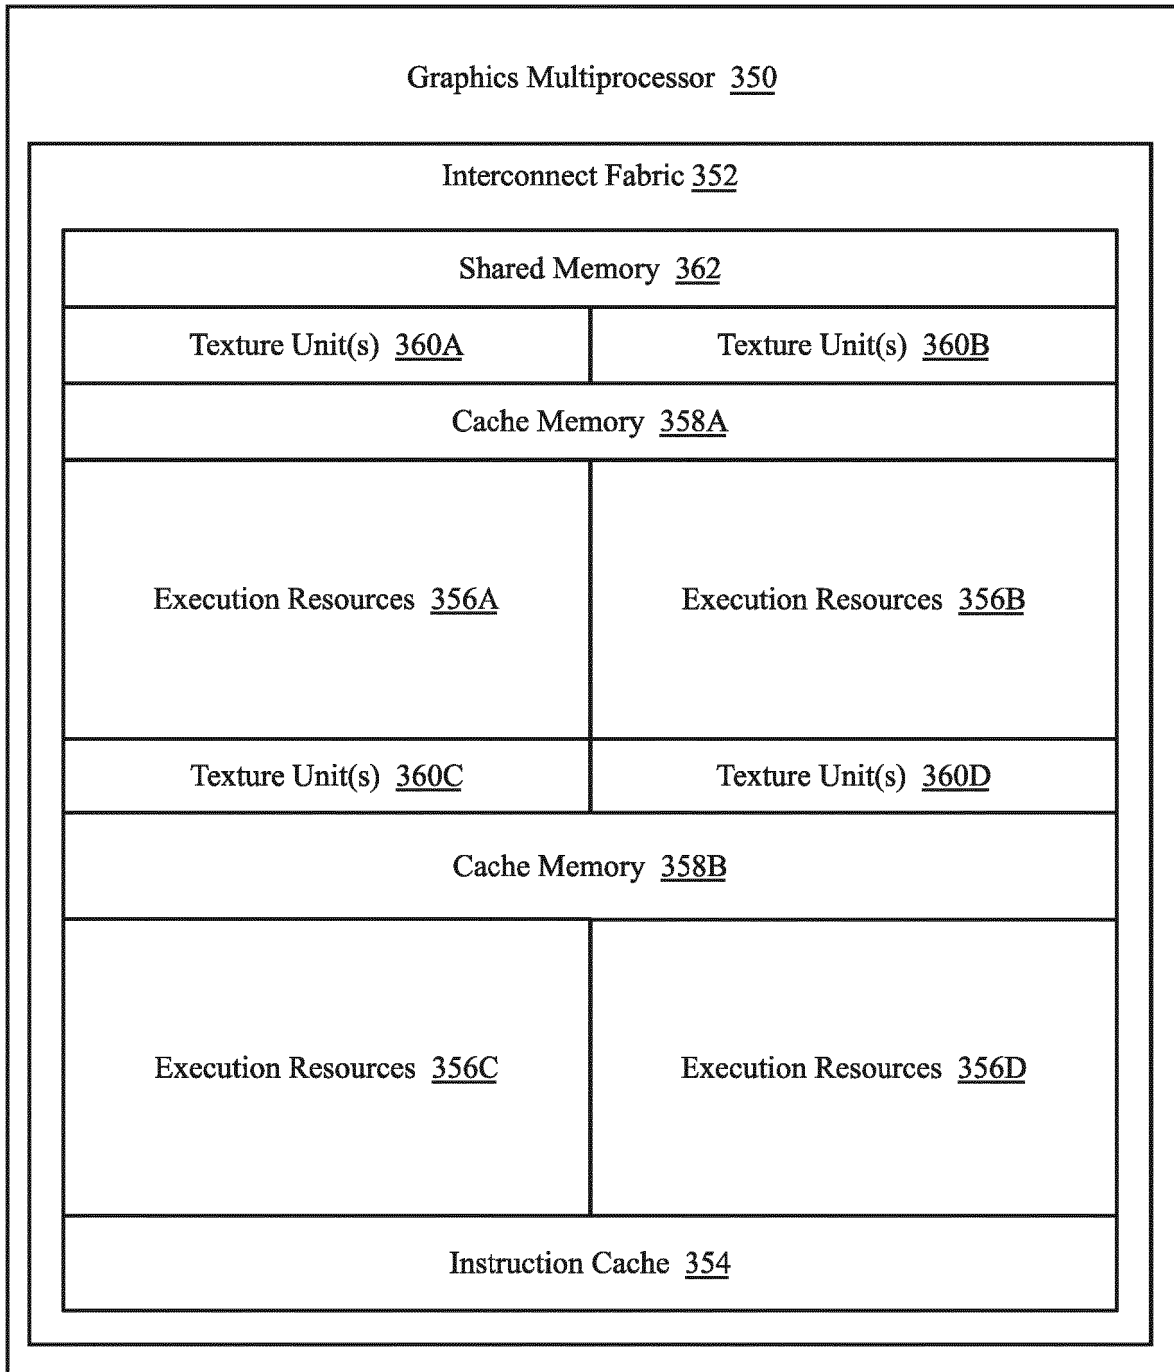 Graphics Multiprocessor 350
Interconnect Fabric 352
Shared Memory 362
Texture Unit(s) 360A
Texture Unit(s) 360B
Cache Memory 358A
Execution Resources 356A
Execution Resources 356B
Texture Unit(s) 360C
Texture Unit(s) 360D
Cache Memory 358B
Execution Resources 356C
Execution Resources 356D
Instruction Cache 354